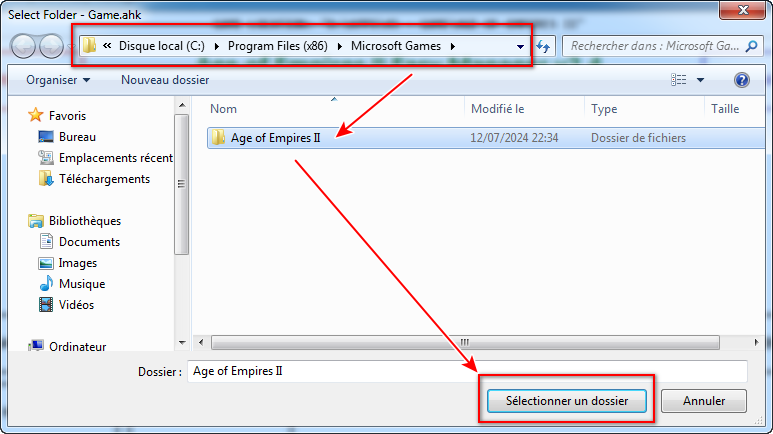 Select Folder - Game.ahk
« Disque local (C:) Program Files (x86) Microsoft Games
Rechercher dans : Microsoft Ga...
Organiser
Nouveau dossier
Nom
Modifié le
Type
Taille
Favoris
Bureau
Emplacements récent
Téléchargements
Bibliothèques
Documents
Images
Musique
Vidéos
Ordinateur
Age of Empires II
12/07/2024 22:34
Dossier de fichiers
Dossier : Age of Empires II
Sélectionner un dossier
Annuler